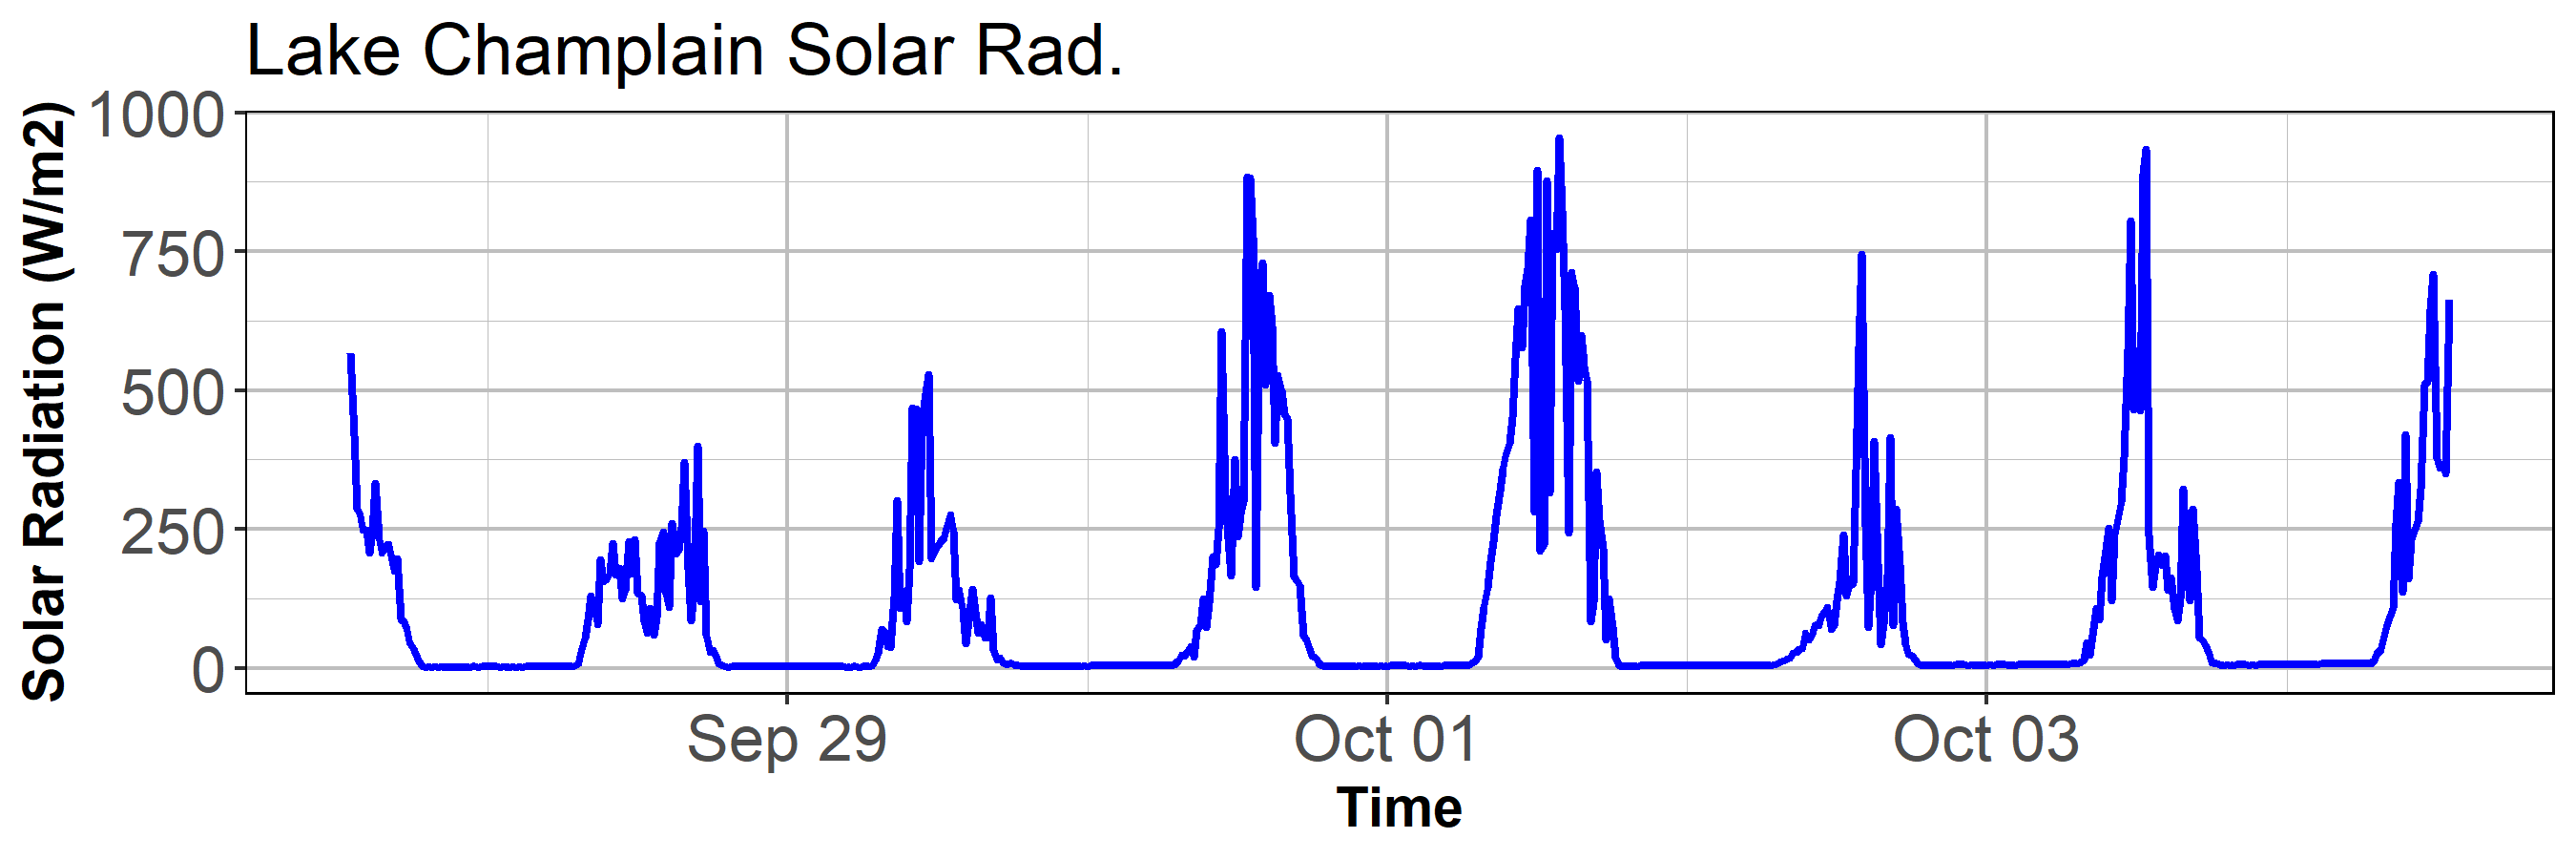 Lake Champlain Solar Rad.
Solar Radiation (W/m2)
1000
750
500
250
0
Sep 29
Oct 01
Oct 03
Time